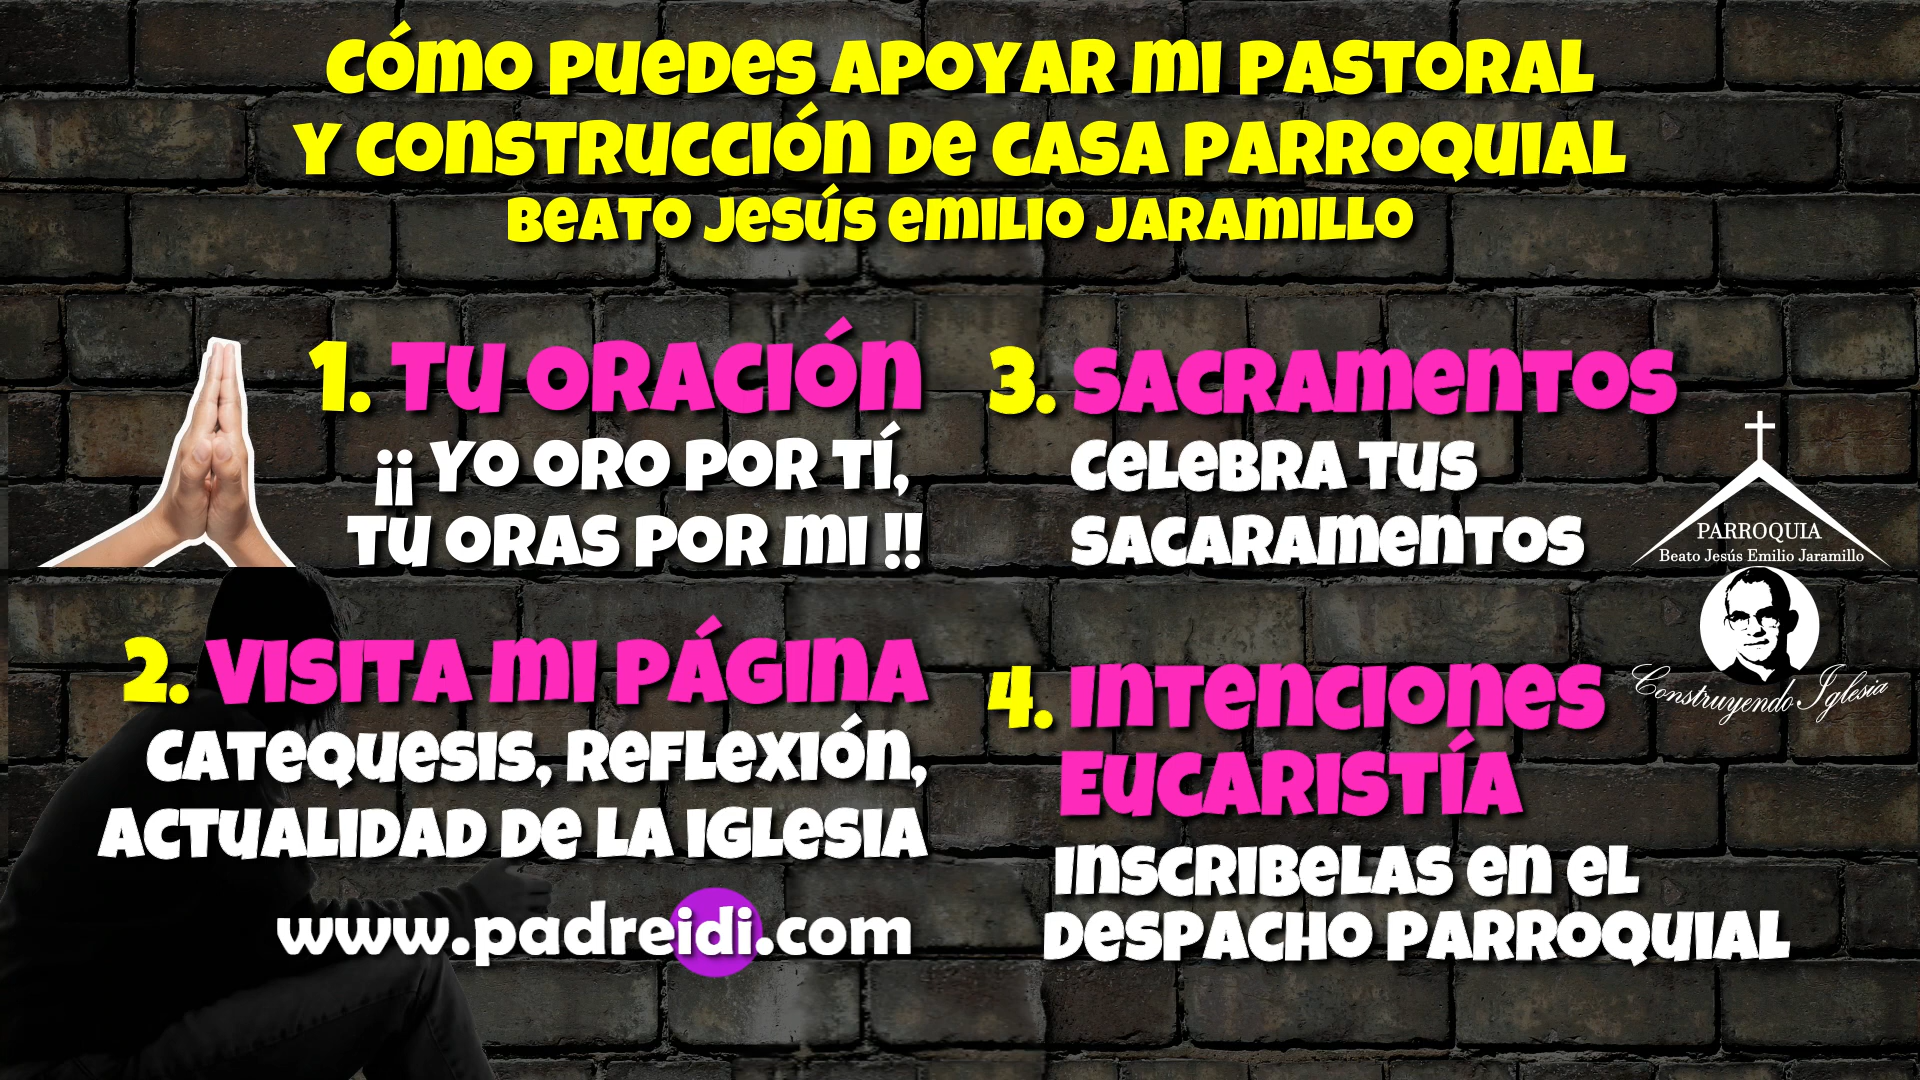 CÓMO PUEDES APOYAR MI PASTORAL
Y CONSTRUCCIÓN DE CASA PARROQUIAL
BEATO JESÚS EMILIO JARAMILLO
1. TU ORACIÓN
¡¡ YO ORO POR TÍ,
TU ORAS POR MI !!
2. VISITA MI PÁGINA
CATEQUESIS, REFLEXIÓN,
ACTUALIDAD DE LA IGLESIA
www.padreidi.com
3. SACRAMENTOS
CELEBRA TUS
SACARAMENTOS
PARROQUIA
Beato Jesús Emilio Jaramillo
Construyendo Iglesia
4. INTENCIONES
EUCARISTÍA
INSCRIBELAS EN EL
DESPACHO PARROQUIAL